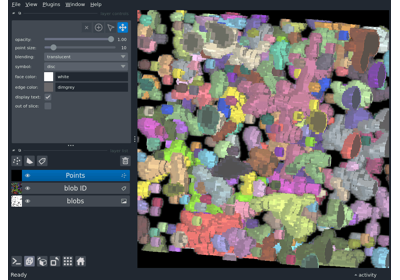 File View Plugins Window Help
opacity: 1.00
point size: 10
blending: translucent
symbol: disc
face color: white
edge color: dimgrey
display text:
out of slice:
Points
blob ID
blobs
Ready
activity